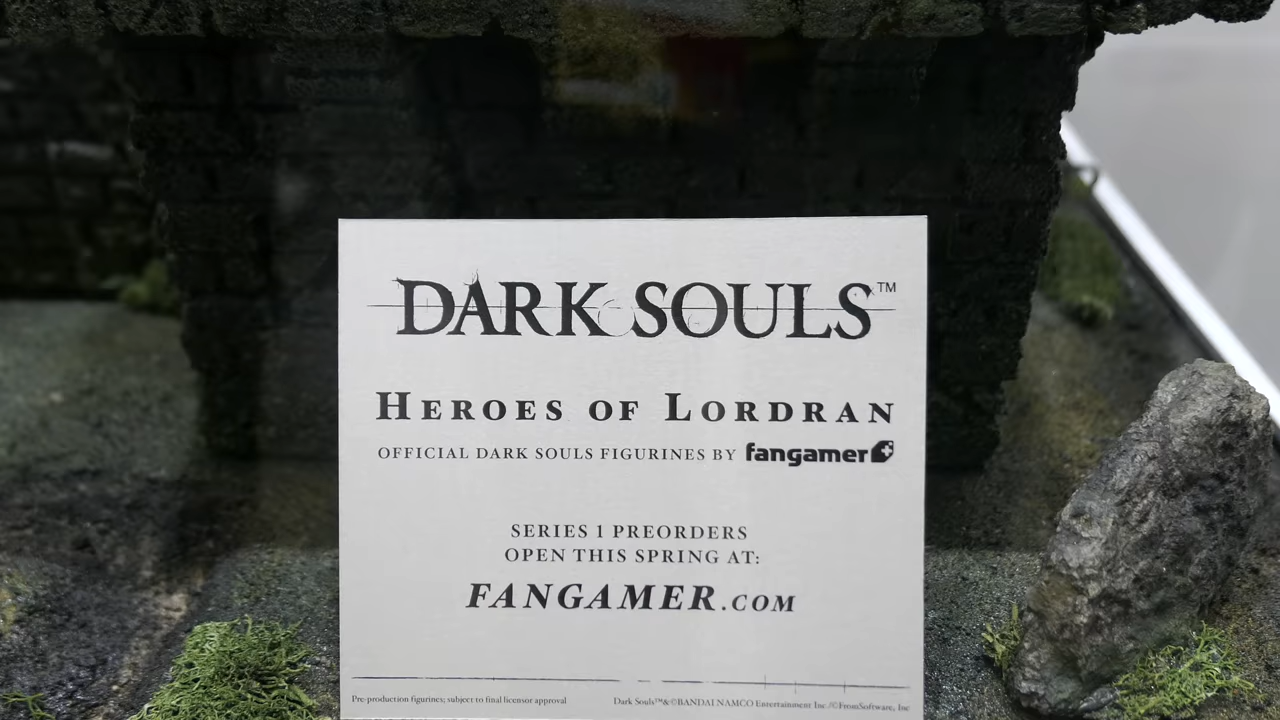 DARK SOULS™
HEROES OF LORDRAN
OFFICIAL DARK SOULS FIGURINES BY fangamer
SERIES 1 PREORDERS
OPEN THIS SPRING AT:
FANGAMER.COM
Pre-production figurines; subject to final licensor approval
Dark Souls™&©BANDAI NAMCO Entertainment Inc./©FromSoftware, Inc